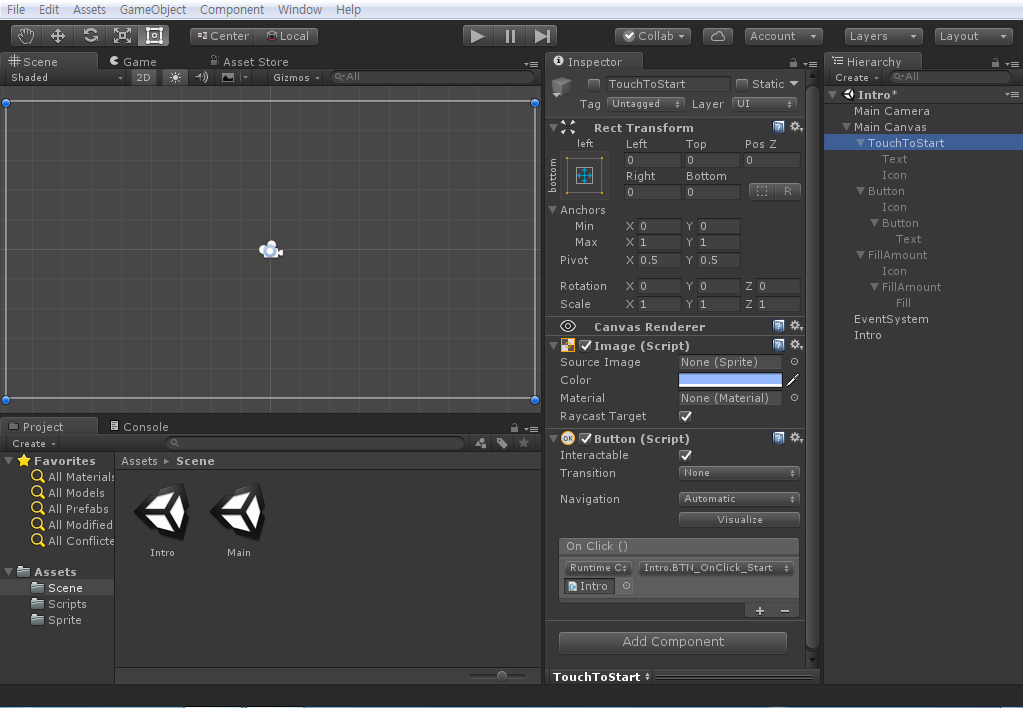 File Edit Assets GameObject Component Window Help
Center Local Collab Account Layers Layout
Scene Game Asset Store
Shaded 2D Gizmos All
Inspector
TouchToStart Static
Tag Untagged Layer UI
Rect Transform
left Left Top Pos Z
bottom 0 0 0
Right Bottom
0 0 R
Anchors
Min X 0 Y 0
Max X 1 Y 1
Pivot X 0.5 Y 0.5
Rotation X 0 Y 0 Z 0
Scale X 1 Y 1 Z 1
Canvas Renderer
Image (Script)
Source Image None (Sprite)
Color
Material None (Material)
Raycast Target
OK Button (Script)
Interactable
Transition None
Navigation Automatic
Visualize
On Click ()
Runtime O Intro.BTN_OnClick_Start
Intro
+ −
Add Component
TouchToStart
Hierarchy
Create All
Intro*
Main Camera
Main Canvas
TouchToStart
Text
Icon
Button
Icon
Button
Text
FillAmount
Icon
FillAmount
Fill
EventSystem
Intro
Project Console
Create
Favorites
All Materials
All Models
All Prefabs
All Modified
All Conflicte
Assets
Scene
Scripts
Sprite
Assets ▸ Scene
Intro Main